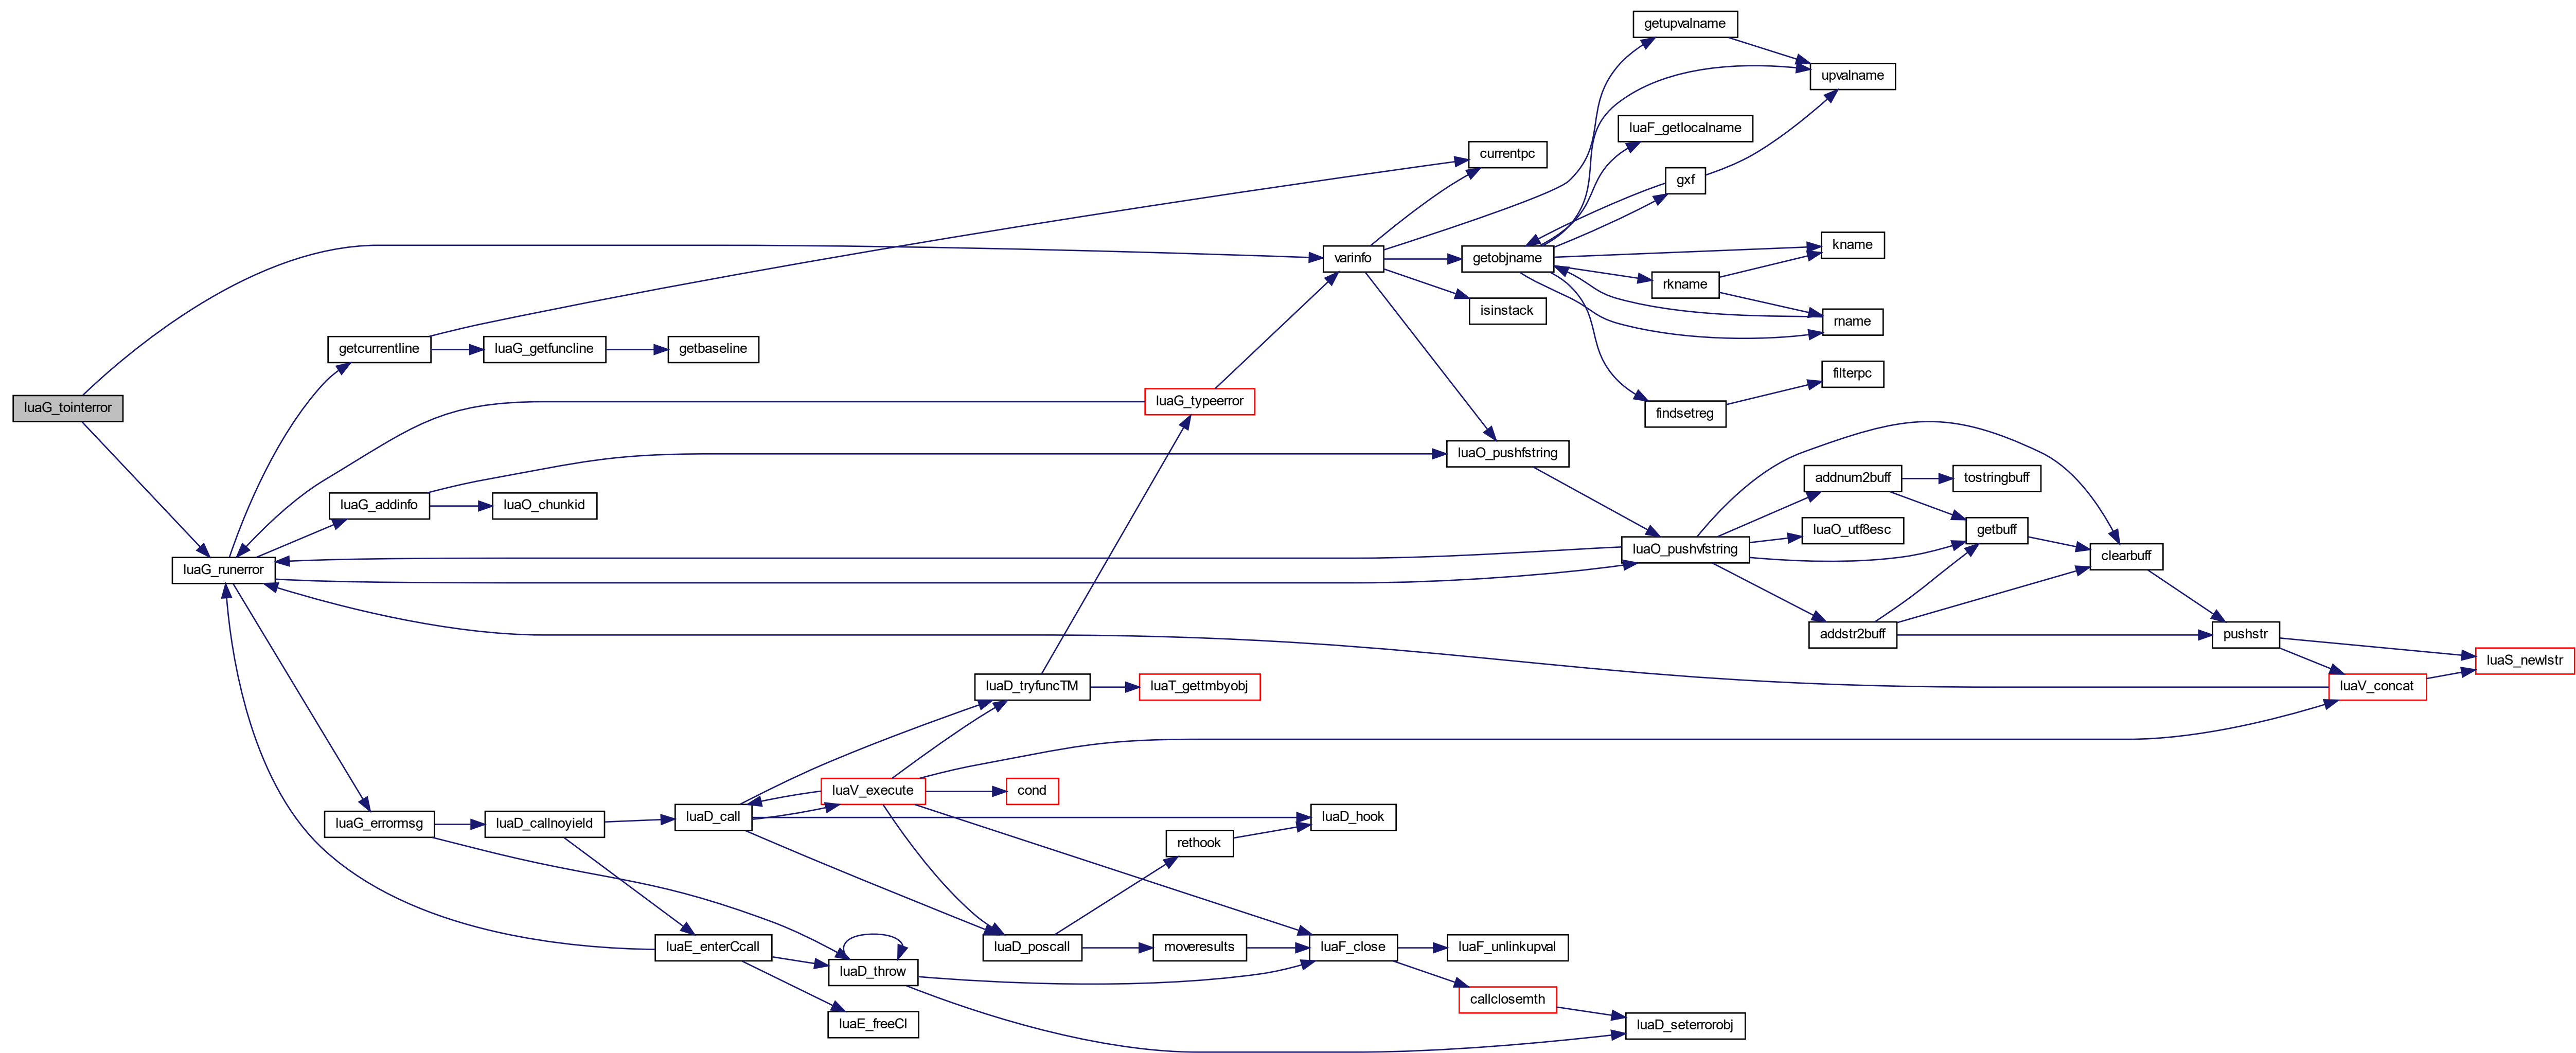 getupvalname
upvalname
luaF_getlocalname
currentpc
gxf
kname
varinfo
getobjname
rkname
isinstack
rname
getcurrentline
luaG_getfuncline
getbaseline
filterpc
luaG_tointerror
luaG_typeerror
findsetreg
luaO_pushfstring
addnum2buff
tostringbuff
luaG_addinfo
luaO_chunkid
luaO_utf8esc
getbuff
luaO_pushvfstring
clearbuff
luaG_runerror
addstr2buff
pushstr
luaS_newlstr
luaD_tryfuncTM
luaT_gettmbyobj
luaV_concat
luaV_execute
cond
luaG_errormsg
luaD_callnoyield
luaD_call
luaD_hook
rethook
luaE_enterCcall
luaD_poscall
moveresults
luaF_close
luaF_unlinkupval
luaD_throw
callclosemth
luaE_freeCI
luaD_seterrorobj